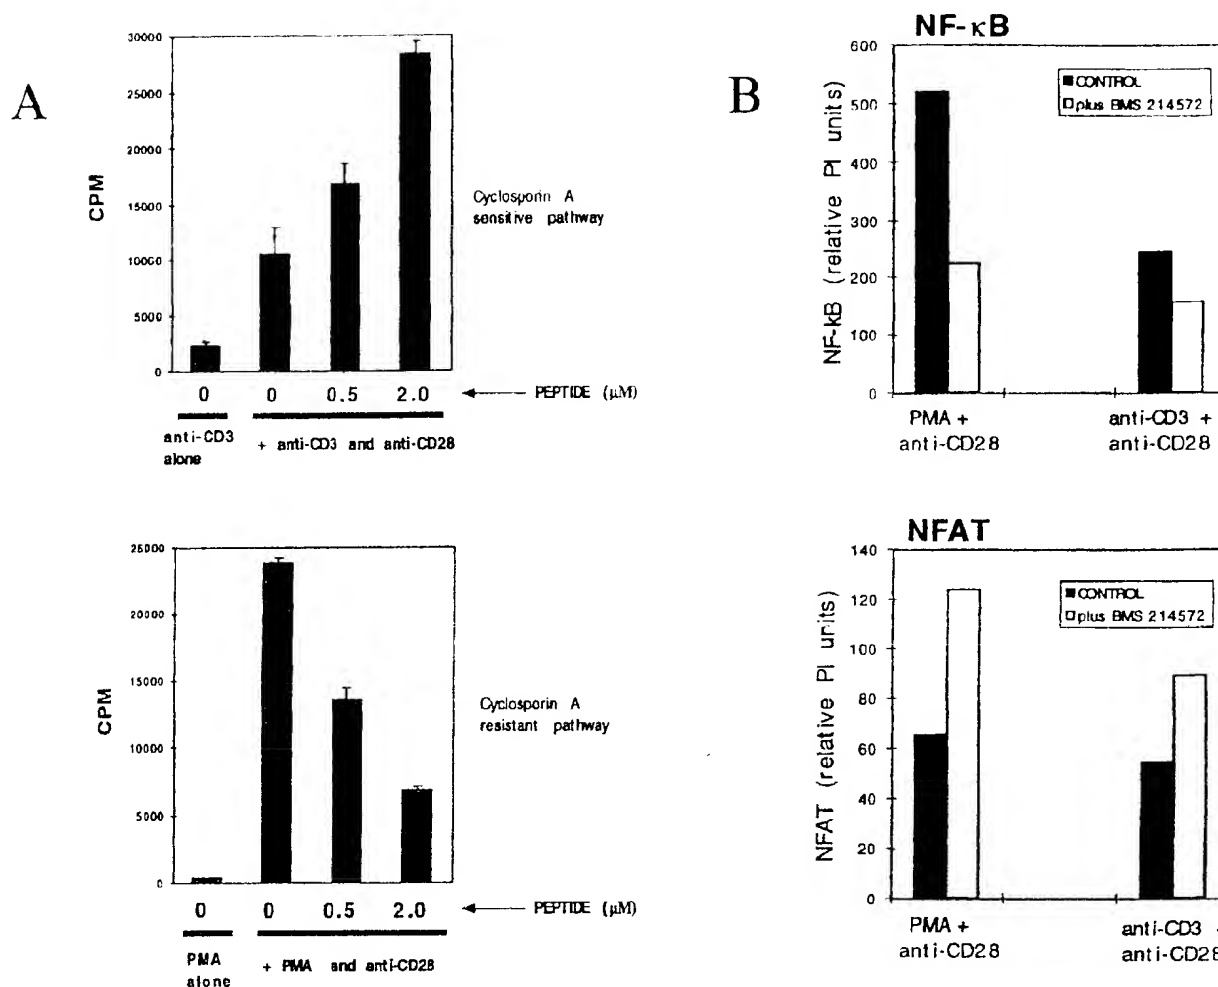 A
30000
25000
20000
15000
10000
5000
0
CPM
Cyclosporin A
sensitive pathway
0 0 0.5 2.0 PEPTIDE (μM)
anti-CD3
alone
+ anti-CD3 and anti-CD28
25000
20000
15000
10000
5000
0
CPM
Cyclosporin A
resistant pathway
0 0 0.5 2.0 PEPTIDE (μM)
PMA
alone
+ PMA and anti-CD28
B
NF-κB
600
500
400
300
200
100
0
NF-kB (relative PI units)
CONTROL
plus BMS 214572
PMA +
anti-CD28
anti-CD3 +
anti-CD28
NFAT
140
120
100
80
60
40
20
0
NFAT (relative PI units)
CONTROL
plus BMS 214572
PMA +
anti-CD28
anti-CD3
anti-CD28